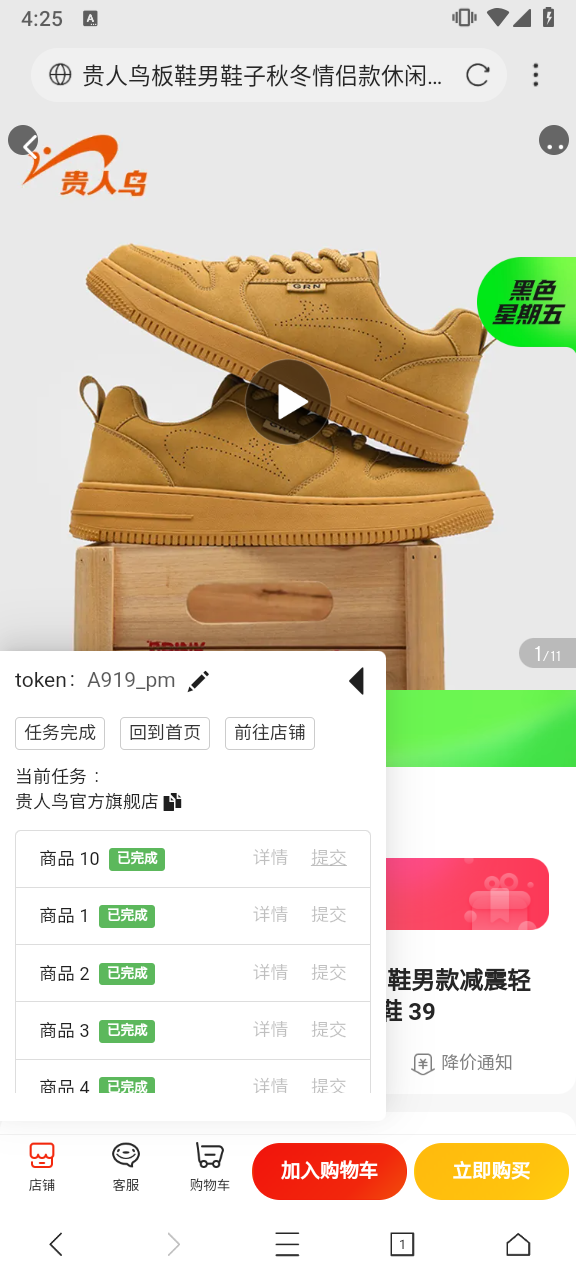 4:25
A
贵人鸟板鞋男鞋子秋冬情侣款休闲...
贵人鸟
GRN
黑色
星期五
1/11
token: A919_pm
任务完成 回到首页 前往店铺
当前任务：
贵人鸟官方旗舰店
商品 10 已完成 详情 提交
商品 1 已完成 详情 提交
商品 2 已完成 详情 提交
商品 3 已完成 详情 提交
商品 4 已完成 详情 提交
鞋男款减震轻
鞋 39
降价通知
店铺 客服 购物车 加入购物车 立即购买
1